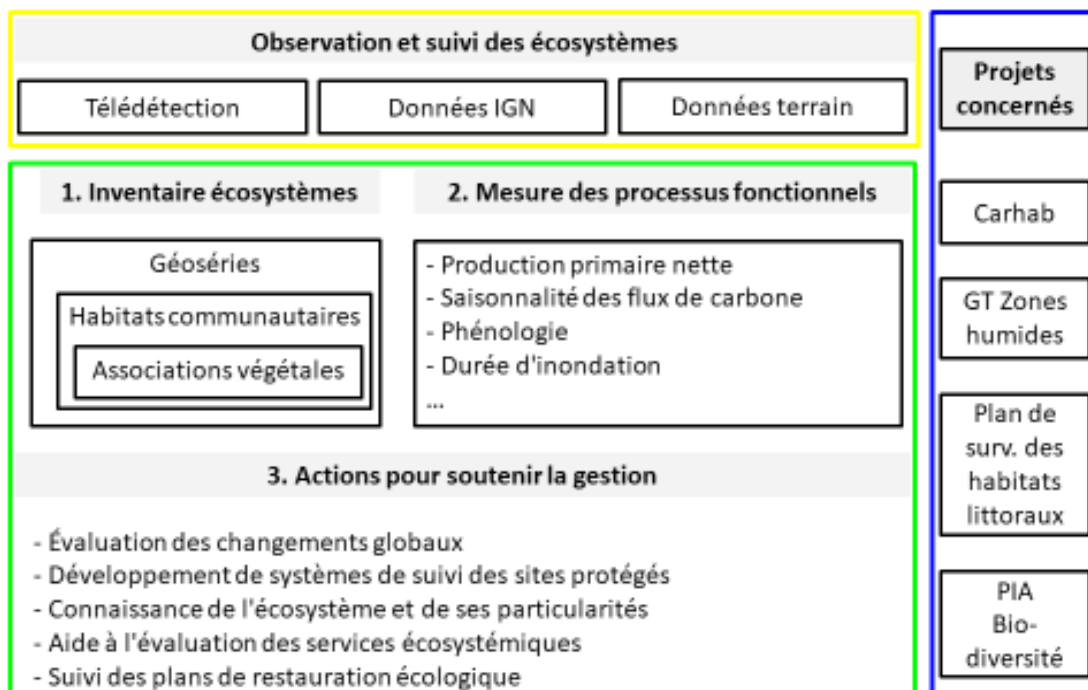 Observation et suivi des écosystèmes
Télédétection
Données IGN
Données terrain
1. Inventaire écosystèmes
Géoséries
Habitats communautaires
Associations végétales
2. Mesure des processus fonctionnels
- Production primaire nette
- Saisonnalité des flux de carbone
- Phénologie
- Durée d'inondation
...
3. Actions pour soutenir la gestion
- Évaluation des changements globaux
- Développement de systèmes de suivi des sites protégés
- Connaissance de l'écosystème et de ses particularités
- Aide à l'évaluation des services écosystémiques
- Suivi des plans de restauration écologique
Projets
concernés
Carhab
GT Zones
humides
Plan de
surv. des
habitats
littoraux
PIA
Bio-
diversité